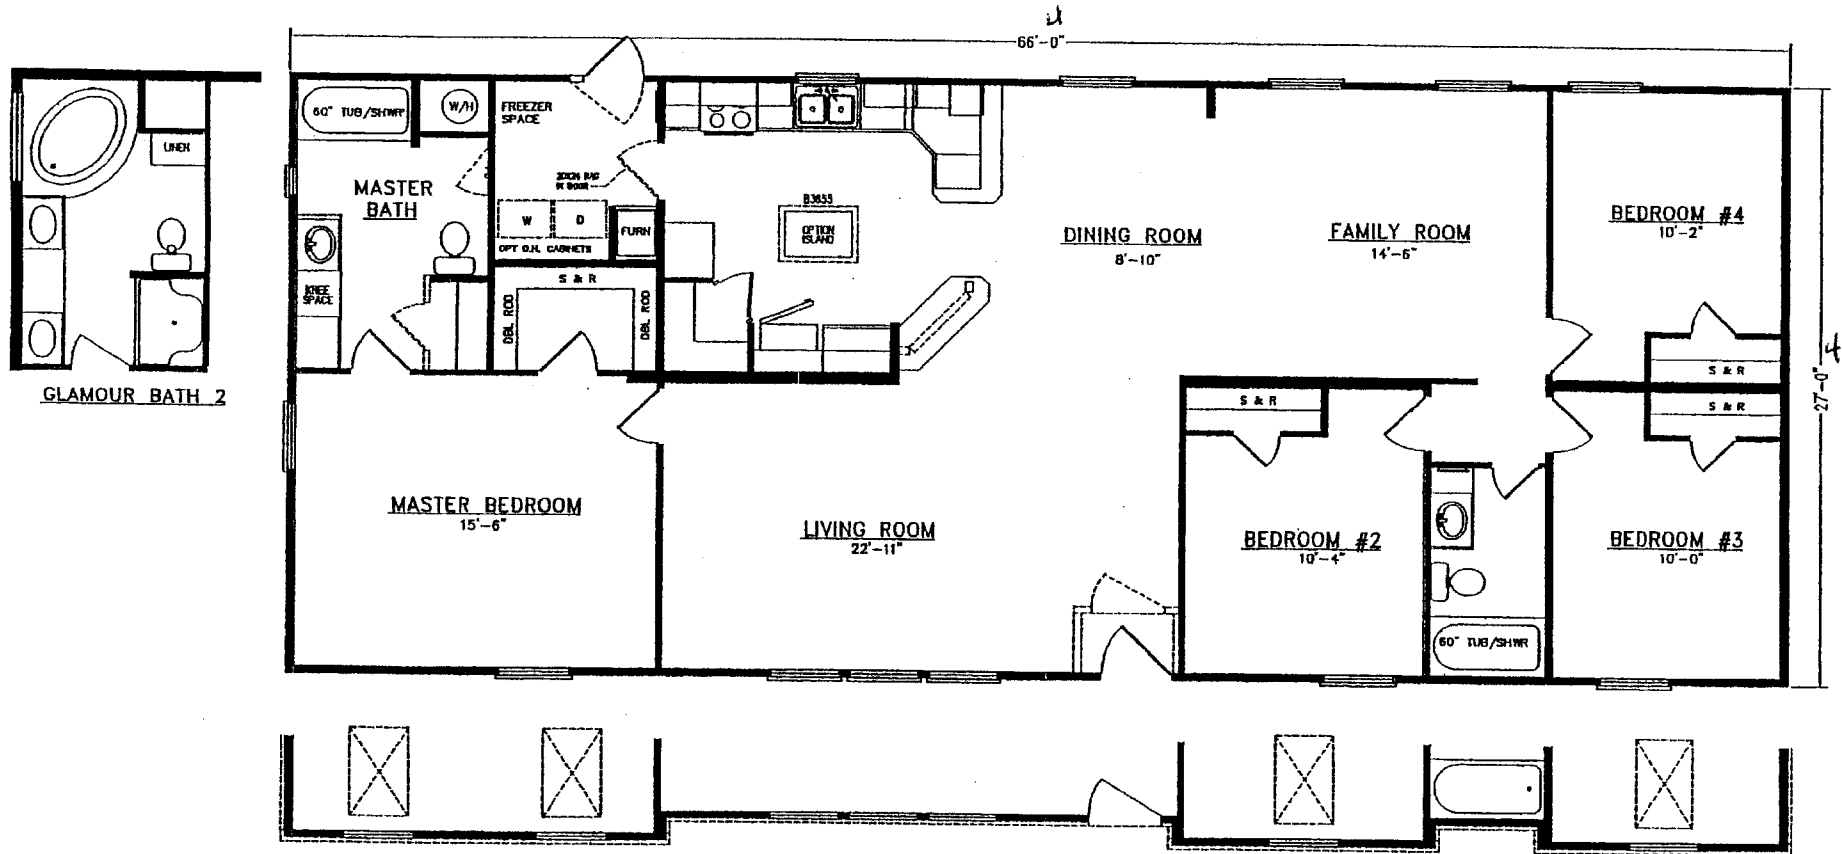 66'-0"
60" TUB/SHWR
W/H
FREEZER
SPACE
LINEN
MASTER
BATH
W
D
FURN
OPT O.H. CABINETS
B3655
OPTION
ISLAND
DINING ROOM
8'-10"
FAMILY ROOM
14'-6"
BEDROOM #4
10'-2"
KNEE
SPACE
S & R
DBL ROD
DBL ROD
GLAMOUR BATH 2
S & R
S & R
S & R
27'-0"
MASTER BEDROOM
15'-6"
LIVING ROOM
22'-11"
BEDROOM #2
10'-4"
BEDROOM #3
10'-0"
60" TUB/SHWR